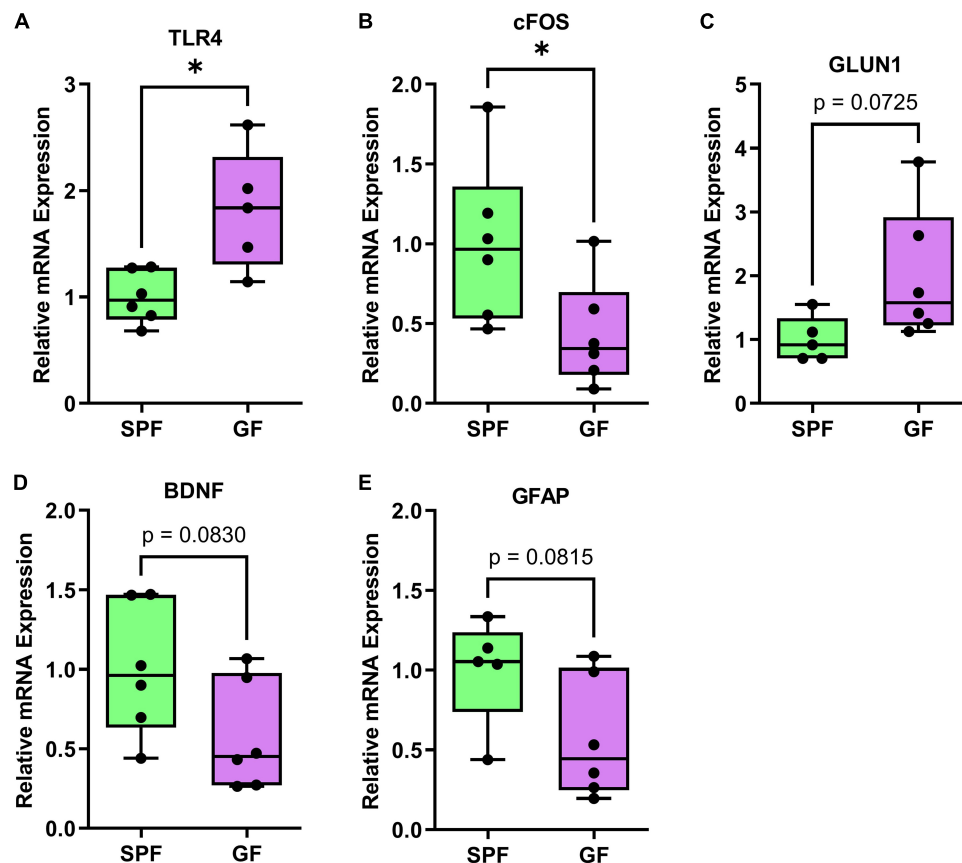 A
TLR4
*
Relative mRNA Expression
3
2
1
0
SPF GF
B
cFOS
*
Relative mRNA Expression
2.0
1.5
1.0
0.5
0.0
SPF GF
C
GLUN1
p = 0.0725
Relative mRNA Expression
5
4
3
2
1
0
SPF GF
D
BDNF
p = 0.0830
Relative mRNA Expression
2.0
1.5
1.0
0.5
0.0
SPF GF
E
GFAP
p = 0.0815
Relative mRNA Expression
2.0
1.5
1.0
0.5
0.0
SPF GF